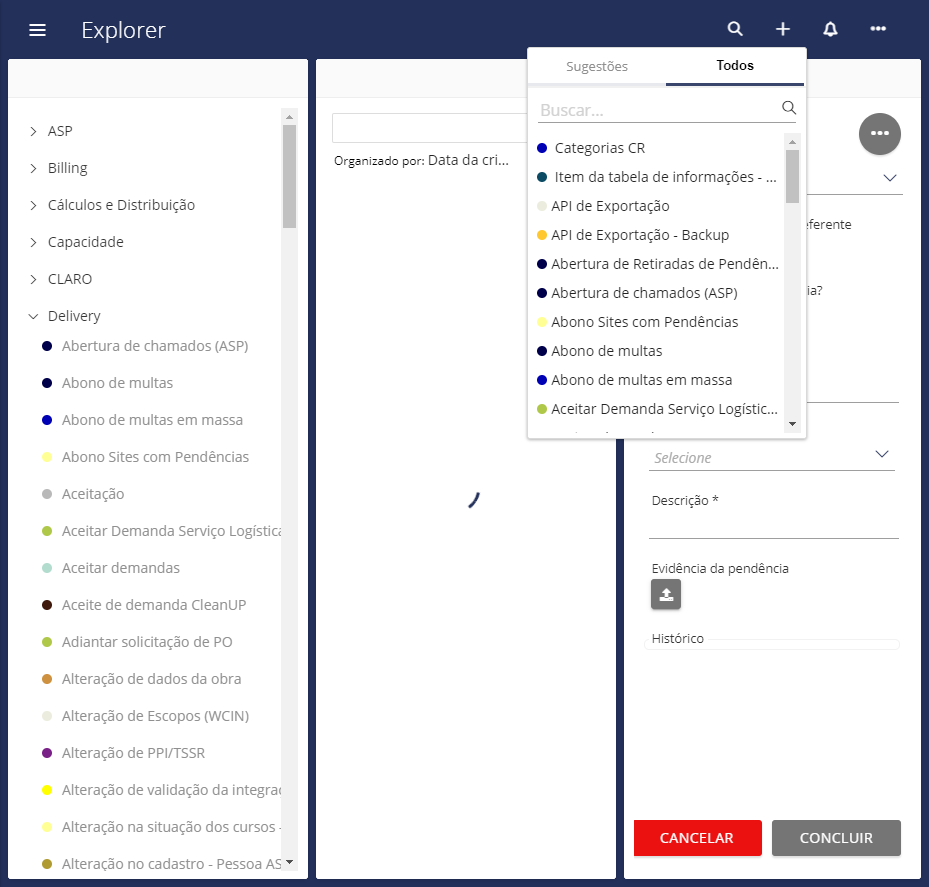 Explorer
ASP
Billing
Cálculos e Distribuição
Capacidade
CLARO
Delivery
Abertura de chamados (ASP)
Abono de multas
Abono de multas em massa
Abono Sites com Pendências
Aceitação
Aceitar Demanda Serviço Logística
Aceitar demandas
Aceite de demanda CleanUP
Adiantar solicitação de PO
Alteração de dados da obra
Alteração de Escopos (WCIN)
Alteração de PPI/TSSR
Alteração de validação da integrac
Alteração na situação dos cursos -
Alteração no cadastro - Pessoa AS
Organizado por: Data da cri...
Sugestões
Todos
Buscar...
Categorias CR
Item da tabela de informações - ...
API de Exportação
API de Exportação - Backup
Abertura de Retiradas de Pendên...
Abertura de chamados (ASP)
Abono Sites com Pendências
Abono de multas
Abono de multas em massa
Aceitar Demanda Serviço Logístic...
eferente
ia?
Selecione
Descrição *
Evidência da pendência
Histórico
CANCELAR
CONCLUIR